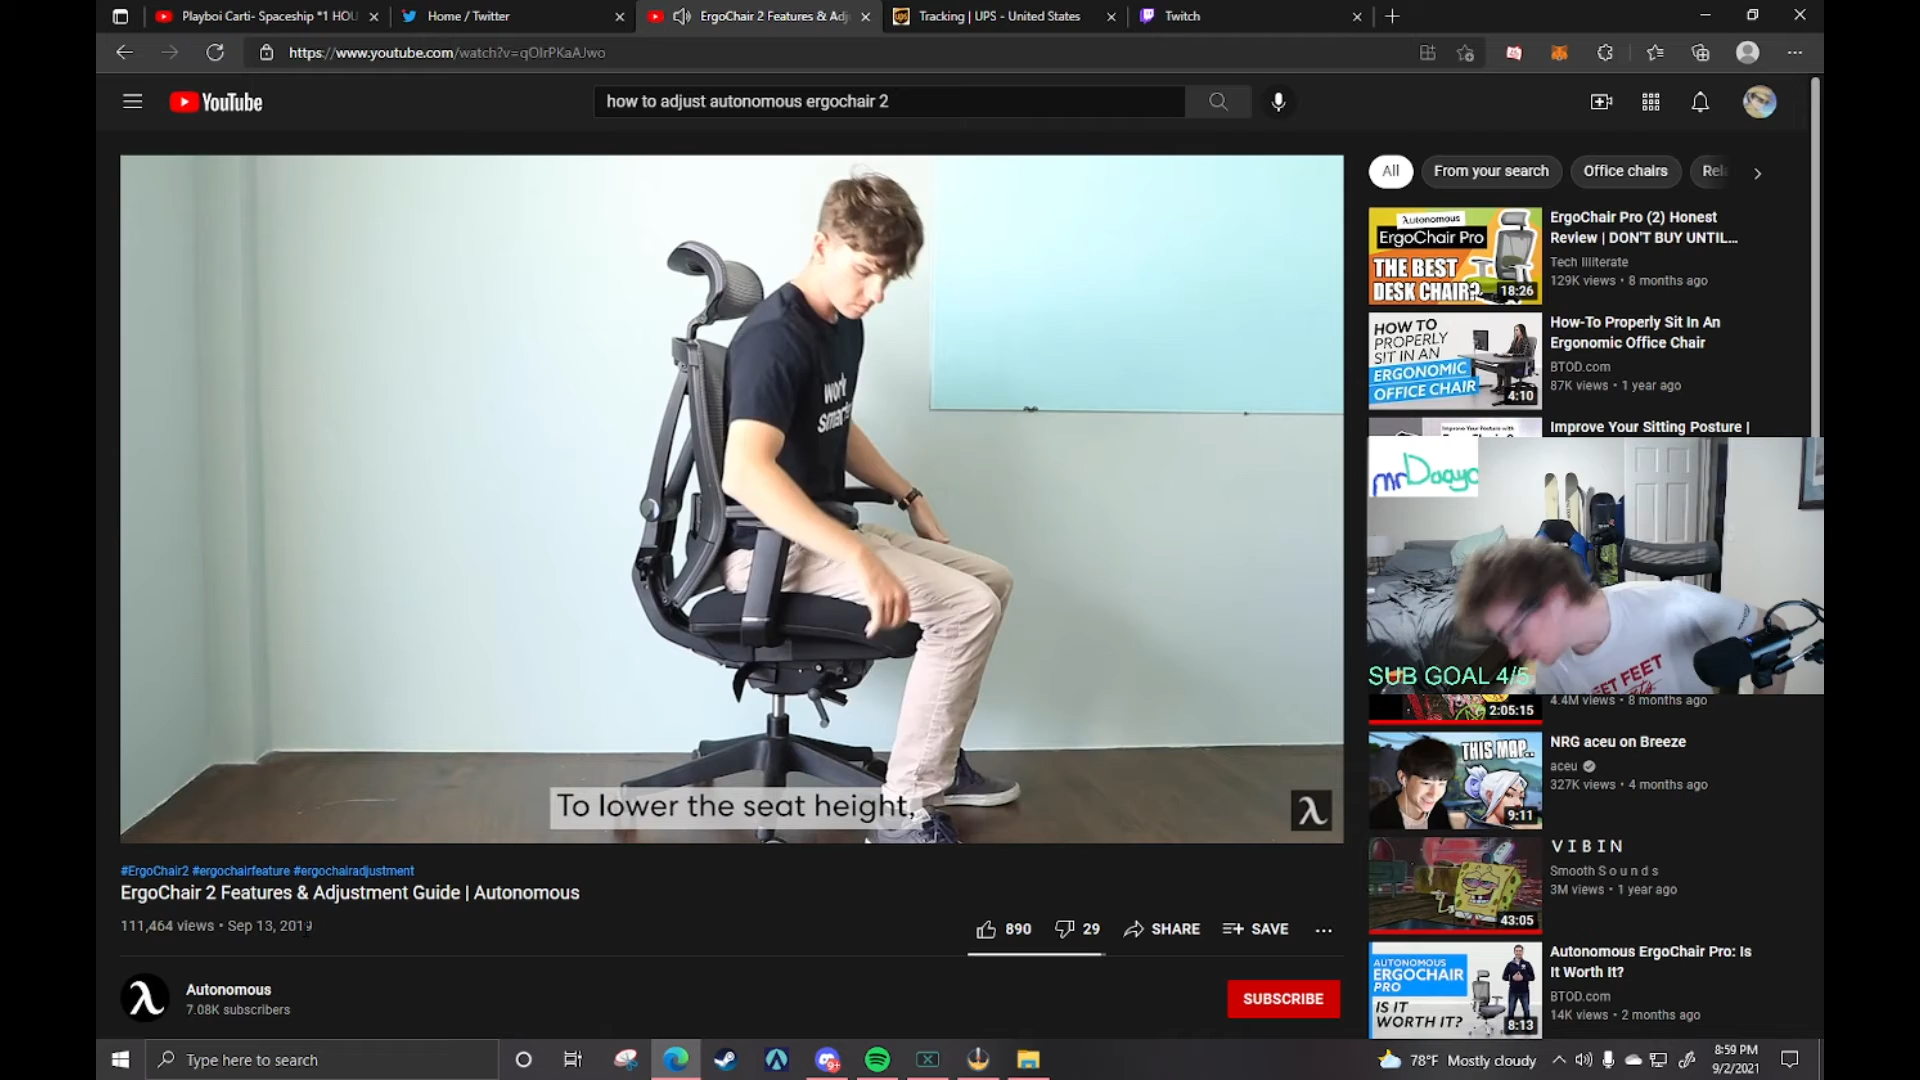 Playboi Carti- Spaceship *1 HOU
Home / Twitter
ErgoChair 2 Features & Adj
Tracking | UPS - United States
Twitch
https://www.youtube.com/watch?v=qOIrPKaAJwo
YouTube
how to adjust autonomous ergochair 2
All
From your search
Office chairs
Rel
work
smarter
To lower the seat height,
#ErgoChair2 #ergochairfeature #ergochairadjustment
ErgoChair 2 Features & Adjustment Guide | Autonomous
111,464 views • Sep 13, 2019
890
29
SHARE
SAVE
Autonomous
7.08K subscribers
SUBSCRIBE
Autonomous
ErgoChair Pro
THE BEST
DESK CHAIR?
18:26
ErgoChair Pro (2) Honest
Review | DON'T BUY UNTIL...
Tech Illiterate
129K views • 8 months ago
HOW TO
PROPERLY
SIT IN AN
ERGONOMIC
OFFICE CHAIR
4:10
How-To Properly Sit In An
Ergonomic Office Chair
BTOD.com
87K views • 1 year ago
Improve Your Sitting Posture |
mrDaayc
SUB GOAL 4/5
2:05:15
4.4M views • 8 months ago
THIS MAP..
9:11
NRG aceu on Breeze
aceu
327K views • 4 months ago
43:05
V I B I N
Smooth S o u n d s
3M views • 1 year ago
AUTONOMOUS
ERGOCHAIR
PRO
IS IT
WORTH IT?
8:13
Autonomous ErgoChair Pro: Is
It Worth It?
BTOD.com
14K views • 2 months ago
Type here to search
9+
78°F Mostly cloudy
8:59 PM
9/2/2021